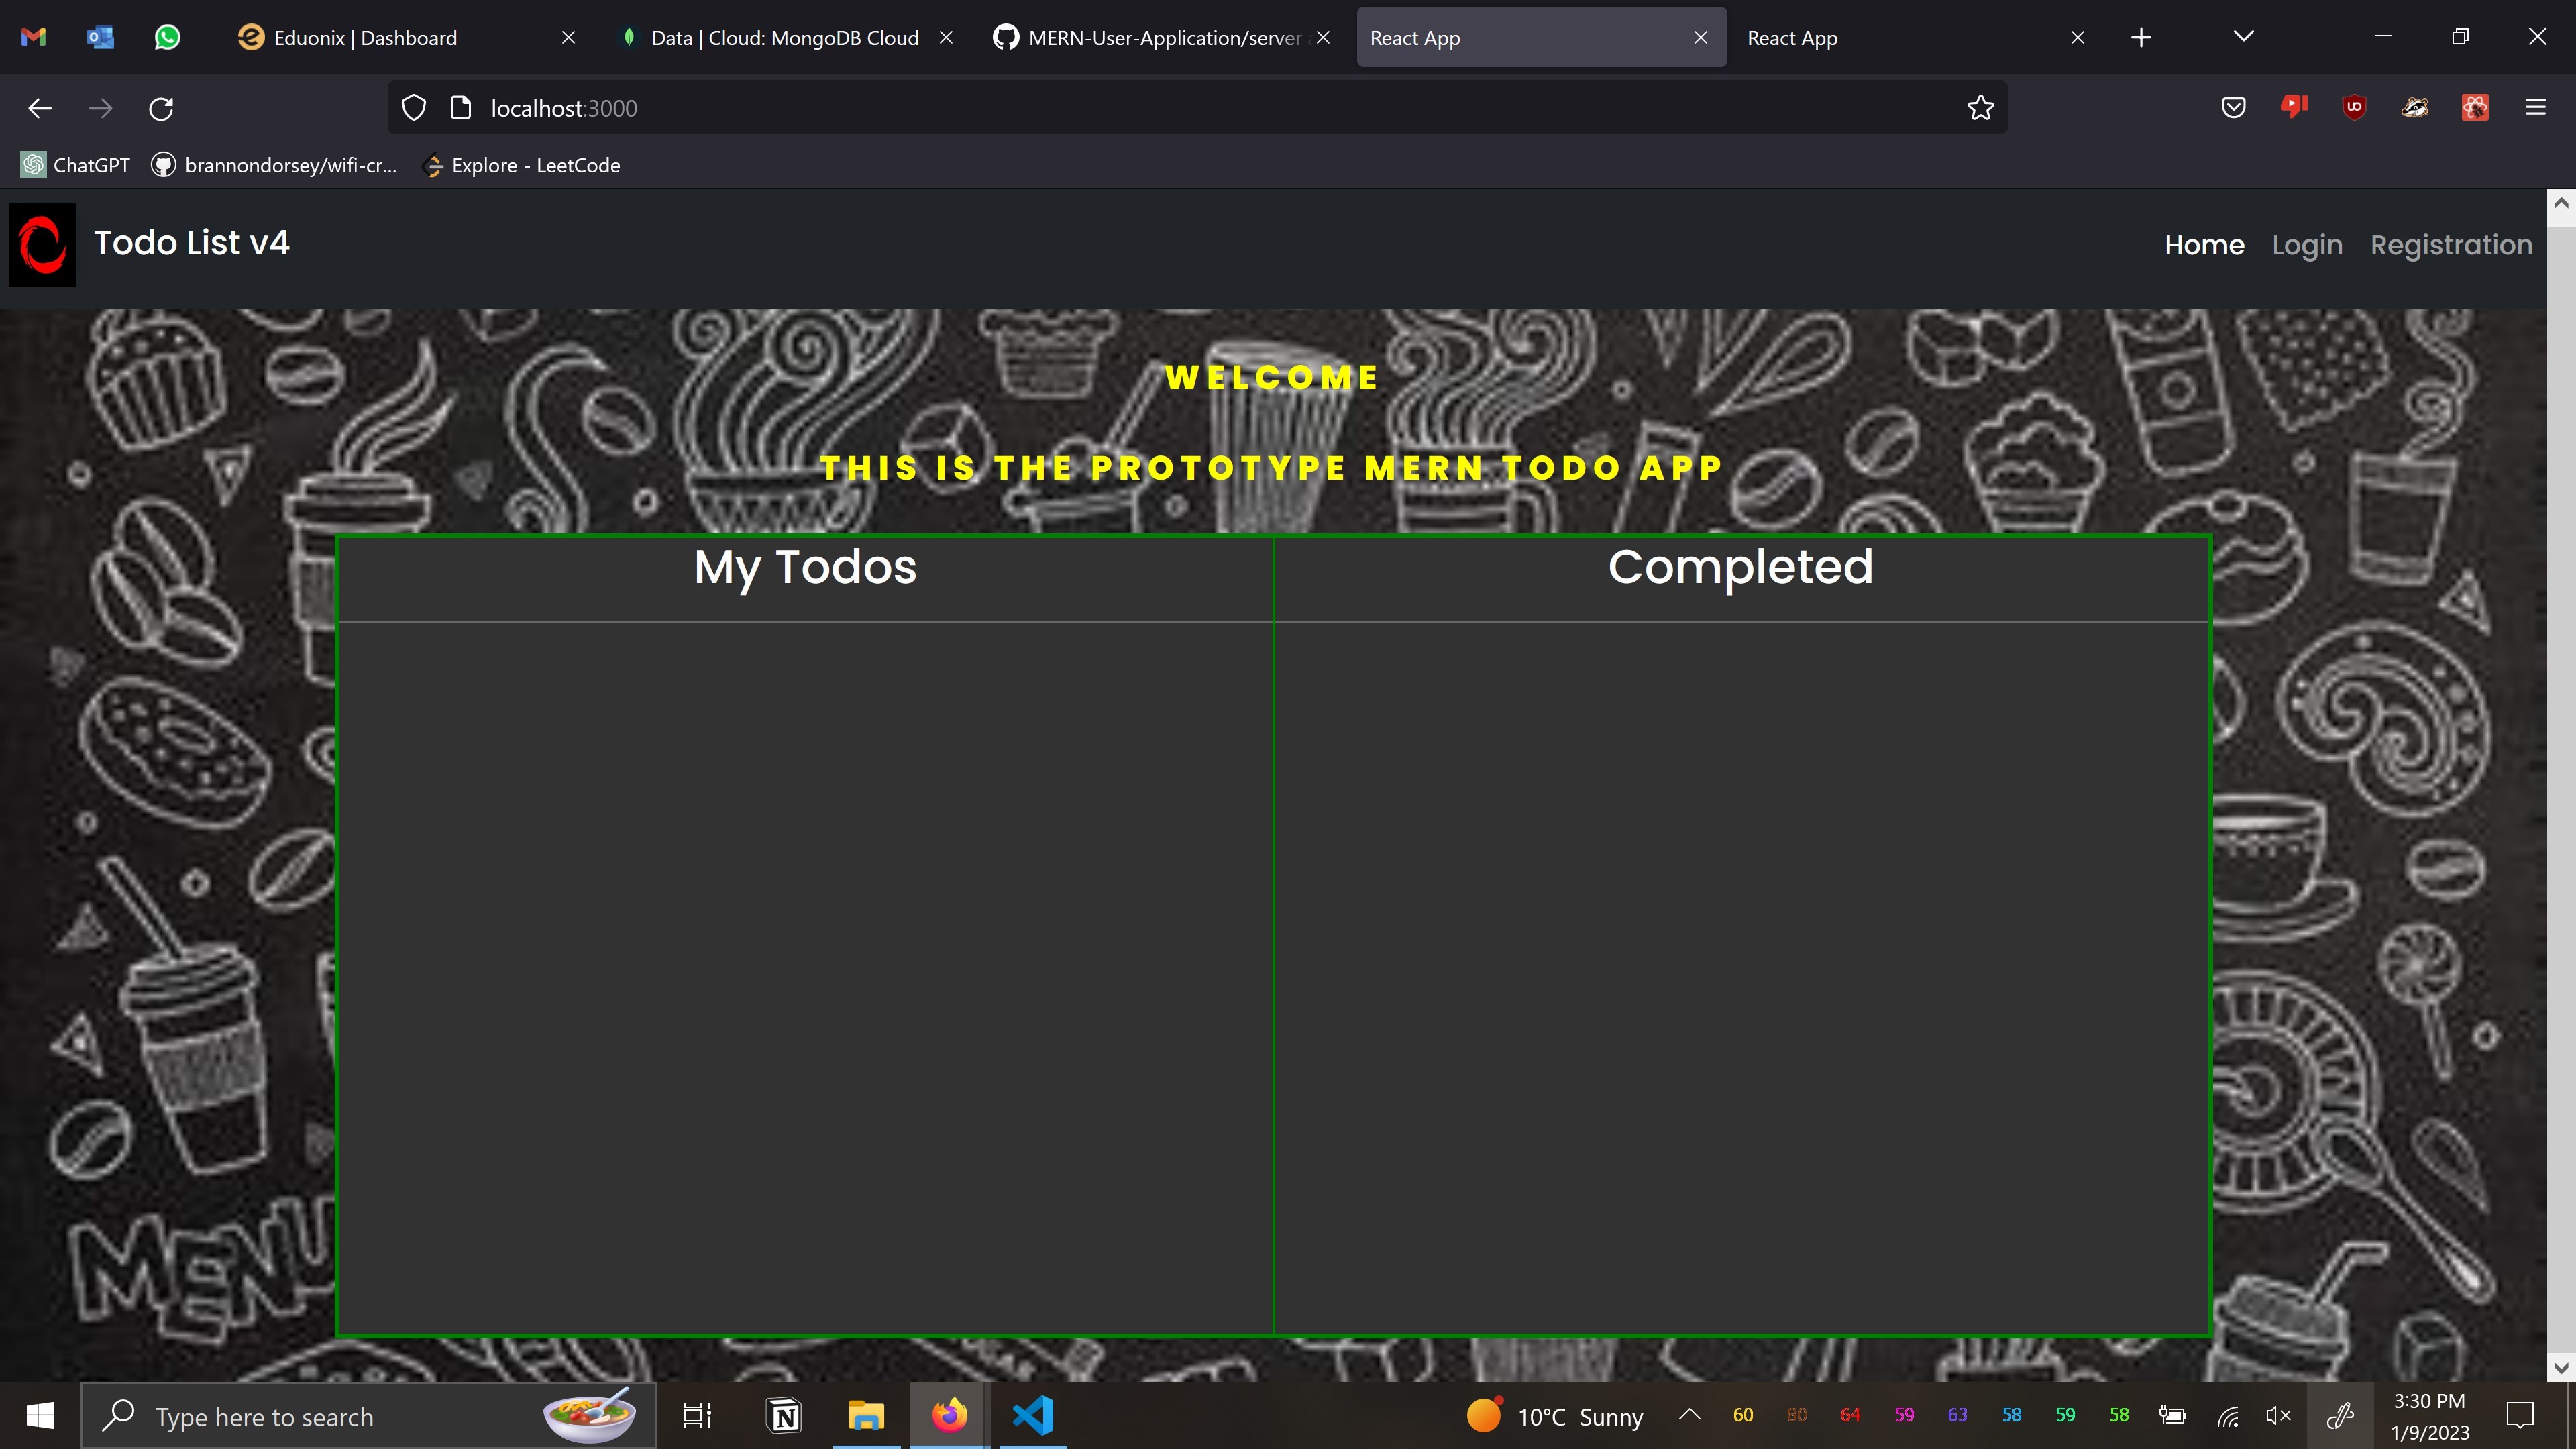 Eduonix | Dashboard
Data | Cloud: MongoDB Cloud
MERN-User-Application/server
React App
React App
localhost:3000
ChatGPT
brannondorsey/wifi-cr...
Explore - LeetCode
Todo List v4
Home
Login
Registration
WELCOME
THIS IS THE PROTOTYPE MERN TODO APP
My Todos
Completed
MENU
Type here to search
10°C Sunny
60 80 64 59 63 58 59 58
3:30 PM
1/9/2023